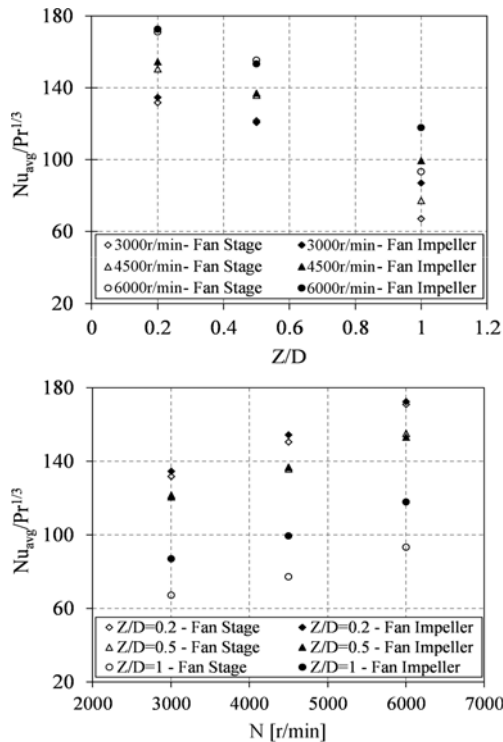 180
140
100
60
20
Nu_avg/Pr^1/3
◇3000r/min- Fan Stage ◆3000r/min- Fan Impeller
△4500r/min- Fan Stage ▲4500r/min- Fan Impeller
○6000r/min- Fan Stage ●6000r/min- Fan Impeller
0 0.2 0.4 0.6 0.8 1 1.2
Z/D
180
140
100
60
20
Nu_avg/Pr^1/3
◇ Z/D=0.2 - Fan Stage ◆ Z/D=0.2 - Fan Impeller
△ Z/D=0.5 - Fan Stage ▲ Z/D=0.5 - Fan Impeller
○ Z/D=1 - Fan Stage ● Z/D=1 - Fan Impeller
2000 3000 4000 5000 6000 7000
N [r/min]